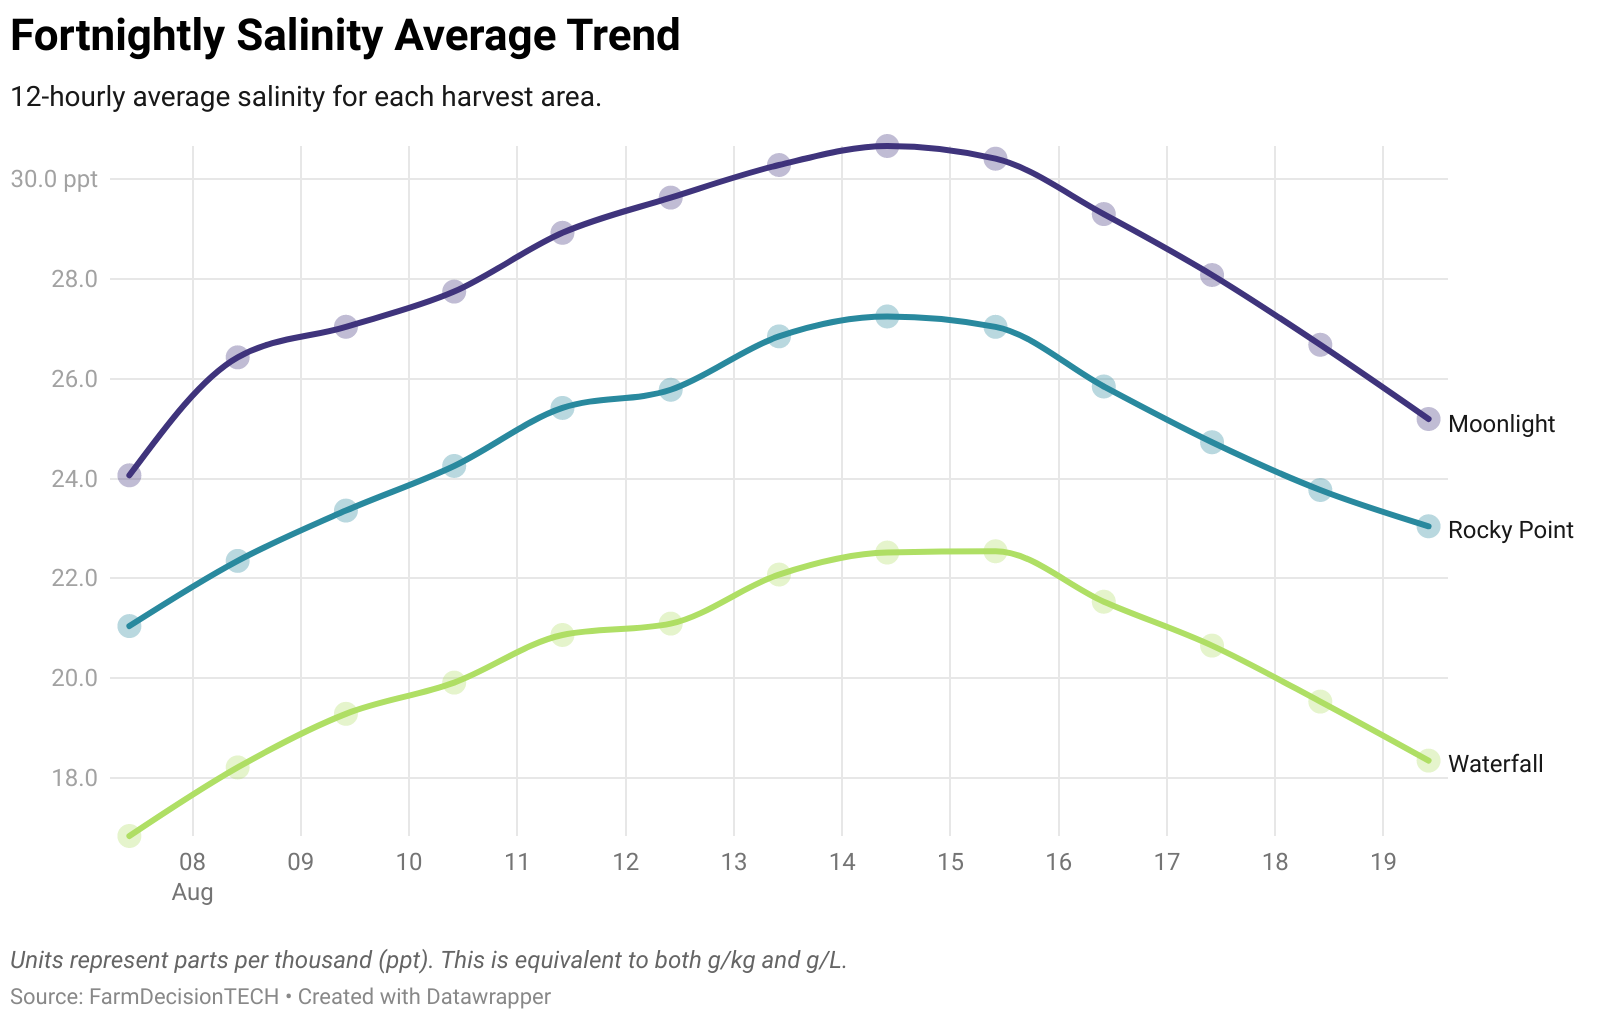 Fortnightly Salinity Average Trend
12-hourly average salinity for each harvest area.
30.0 ppt
28.0
26.0
24.0
22.0
20.0
18.0
Moonlight
Rocky Point
Waterfall
08 09 10 11 12 13 14 15 16 17 18 19
Aug
Units represent parts per thousand (ppt). This is equivalent to both g/kg and g/L.
Source: FarmDecisionTECH • Created with Datawrapper